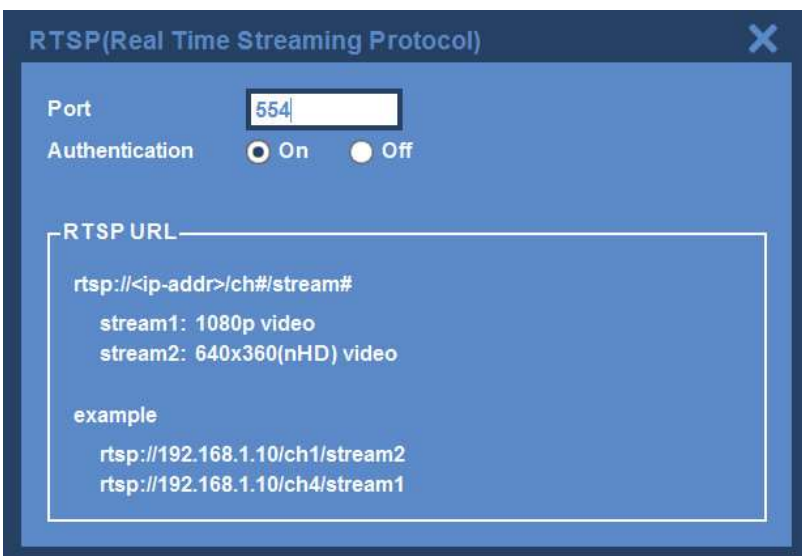 RTSP(Real Time Streaming Protocol)
Port 554
Authentication On Off
RTSP URL
rtsp://<ip-addr>/ch#/stream#
stream1: 1080p video
stream2: 640x360(nHD) video
example
rtsp://192.168.1.10/ch1/stream2
rtsp://192.168.1.10/ch4/stream1